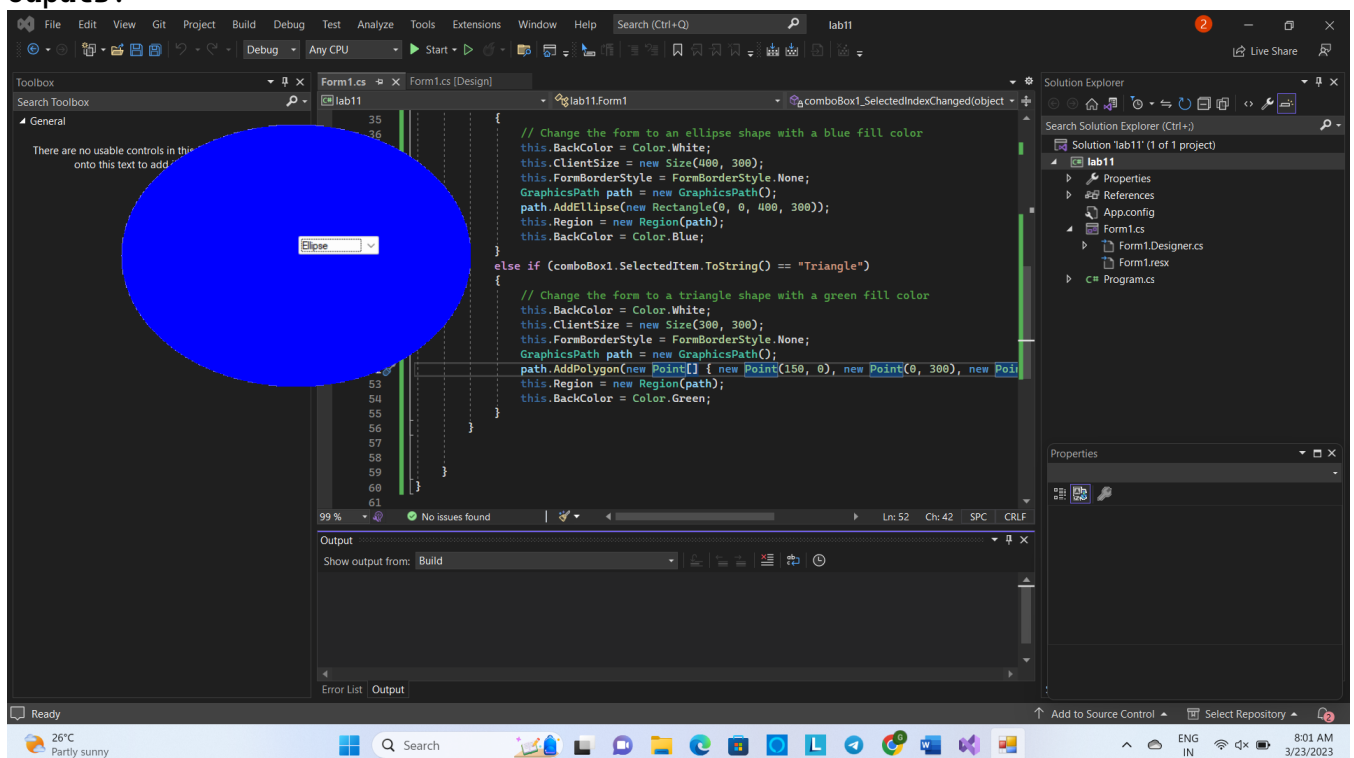 File Edit View Git Project Build Debug Test Analyze Tools Extensions Window Help Search (Ctrl+Q) lab11 2
Debug Any CPU Start Live Share
Toolbox
Search Toolbox
General
There are no usable controls in this
onto this text to add
Ellipse
Form1.cs Form1.cs [Design]
lab11 lab11.Form1 comboBox1_SelectedIndexChanged(object
35 {
36 // Change the form to an ellipse shape with a blue fill color
this.BackColor = Color.White;
this.ClientSize = new Size(400, 300);
this.FormBorderStyle = FormBorderStyle.None;
GraphicsPath path = new GraphicsPath();
path.AddEllipse(new Rectangle(0, 0, 400, 300));
this.Region = new Region(path);
this.BackColor = Color.Blue;
}
else if (comboBox1.SelectedItem.ToString() == "Triangle")
{
// Change the form to a triangle shape with a green fill color
this.BackColor = Color.White;
this.ClientSize = new Size(300, 300);
this.FormBorderStyle = FormBorderStyle.None;
GraphicsPath path = new GraphicsPath();
path.AddPolygon(new Point[] { new Point(150, 0), new Point(0, 300), new Poin
53 this.Region = new Region(path);
54 this.BackColor = Color.Green;
55 }
56 }
57
58
59 }
60 }
61
99 % No issues found Ln: 52 Ch: 42 SPC CRLF
Output
Show output from: Build
Error List Output
Solution Explorer
Search Solution Explorer (Ctrl+;)
Solution 'lab11' (1 of 1 project)
C# lab11
Properties
References
App.config
Form1.cs
Form1.Designer.cs
Form1.resx
C# Program.cs
Properties
Ready Add to Source Control Select Repository 2
26°C
Partly sunny
Search
ENG
IN
8:01 AM
3/23/2023